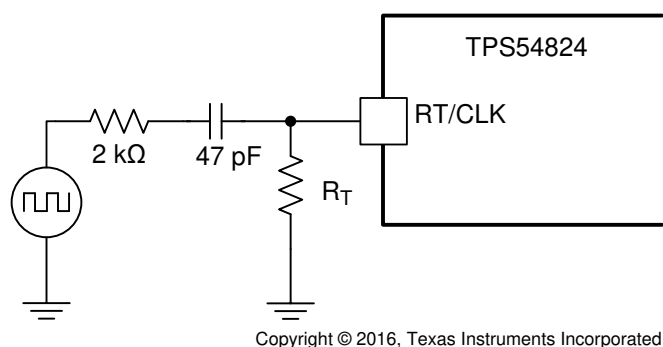 TPS54824
RT/CLK
2 kΩ
47 pF
RT
Copyright © 2016, Texas Instruments Incorporated